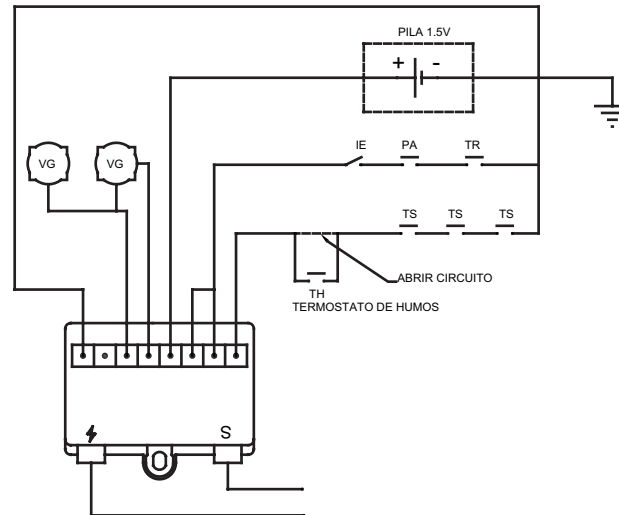 PILA 1.5V
+ -
VG VG
IE PA TR
TS TS TS
ABRIR CIRCUITO
TH
TERMOSTATO DE HUMOS
S